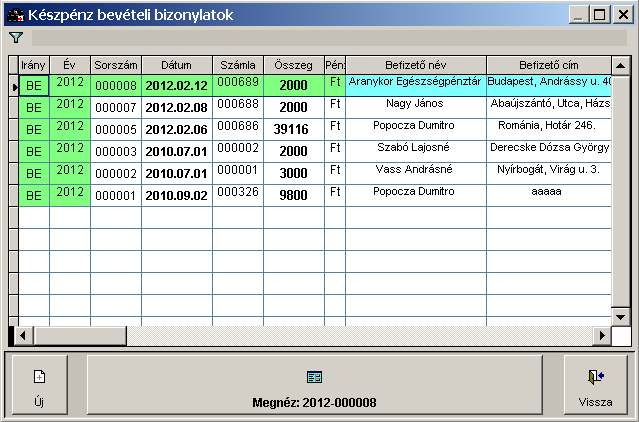 Készpénz bevételi bizonylatok
Irány Év Sorszám Dátum Számla Összeg Pénz Befizető név Befizető cím
BE 2012 000008 2012.02.12 000689 2000 Ft Aranykor Egészségpénztár Budapest, Andrássy u. 40
BE 2012 000007 2012.02.08 000688 2000 Ft Nagy János Abaújszántó, Utca, Házs
BE 2012 000005 2012.02.06 000686 39116 Ft Popocza Dumitro Románia, Hotár 246.
BE 2012 000003 2010.07.01 000002 2000 Ft Szabó Lajosné Derecske Dózsa György
BE 2012 000002 2010.07.01 000001 3000 Ft Vass Andrásné Nyírbogát, Virág u. 3.
BE 2012 000001 2010.09.02 000326 9800 Ft Popocza Dumitro aaaaa
Új Megnéz: 2012-000008 Vissza